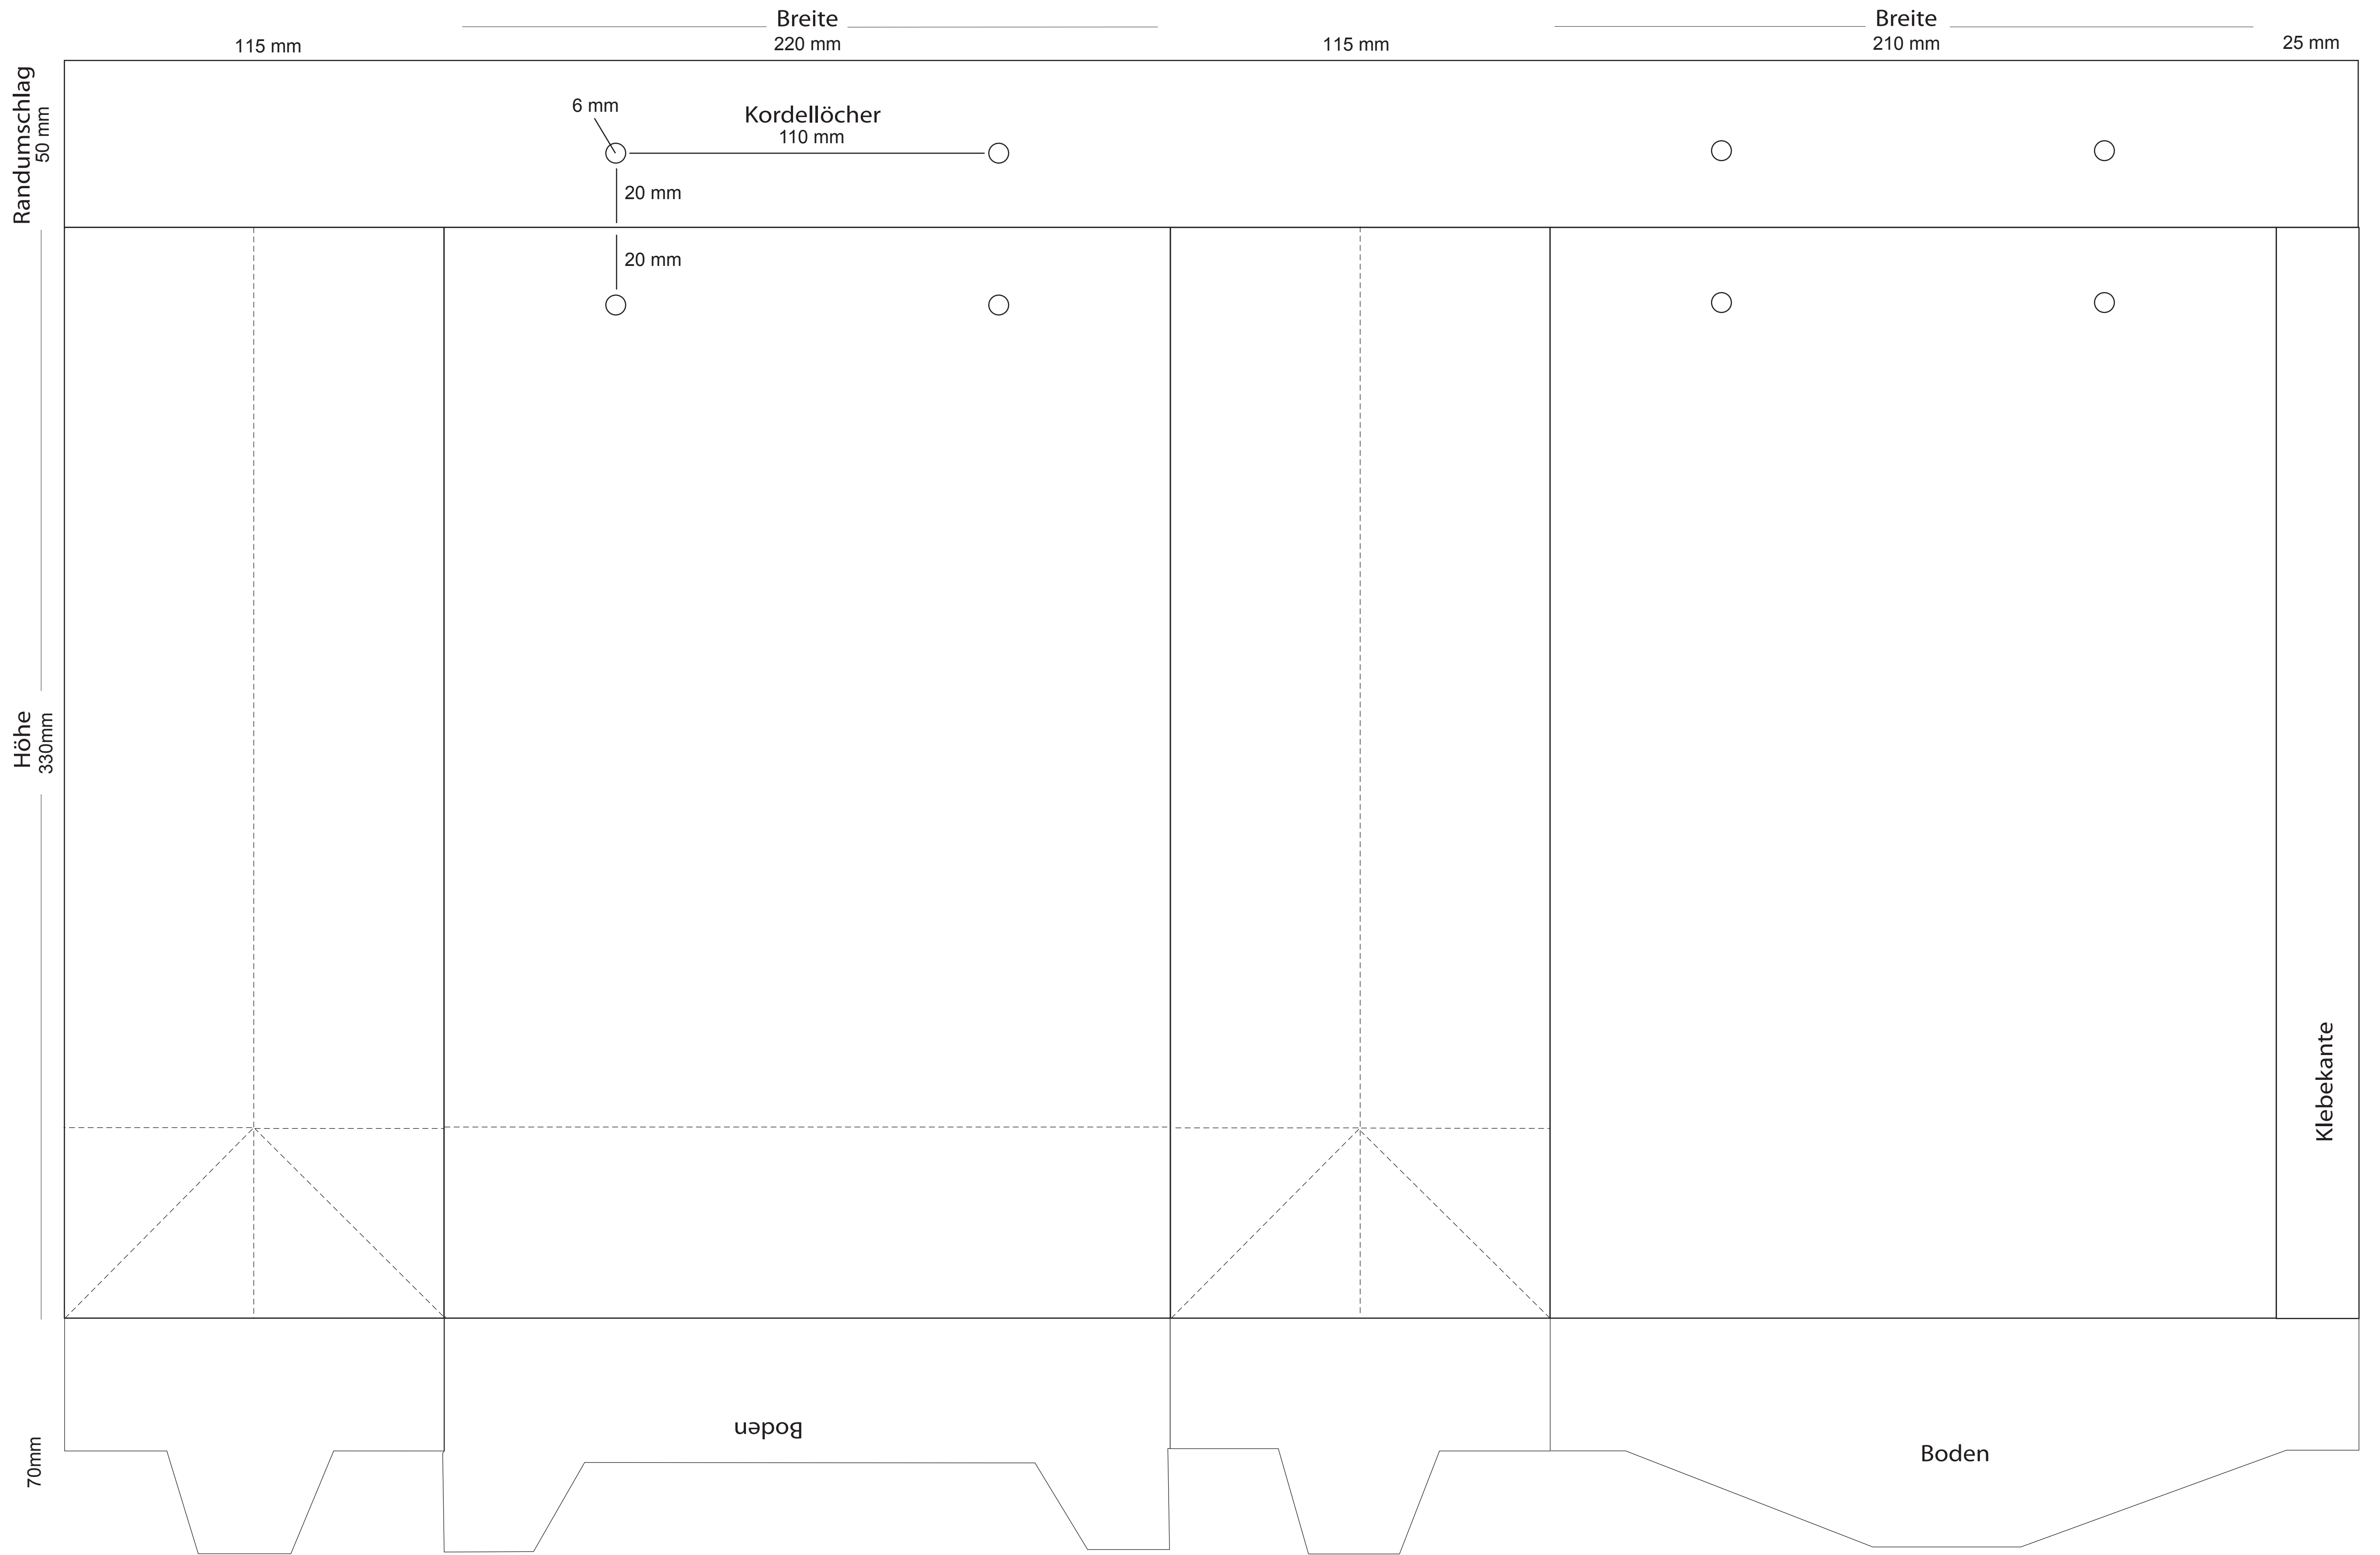 Breite
Breite
115 mm
220 mm
115 mm
210 mm
25 mm
Randumschlag
50 mm
6 mm
Kordellöcher
110 mm
20 mm
20 mm
Höhe
330mm
Klebekante
Boden
Boden
70mm